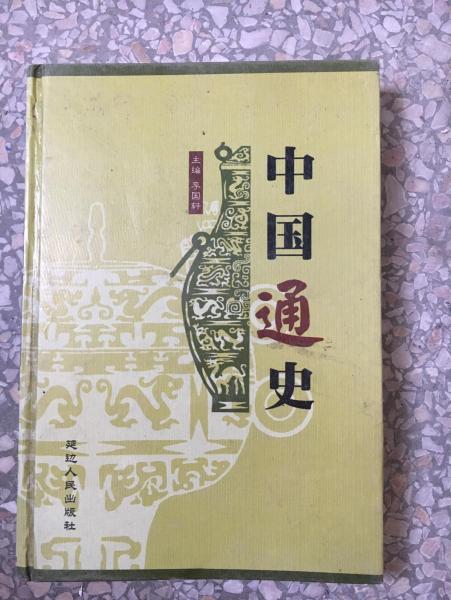 中国通史
主编 李国轩
延边人民出版社